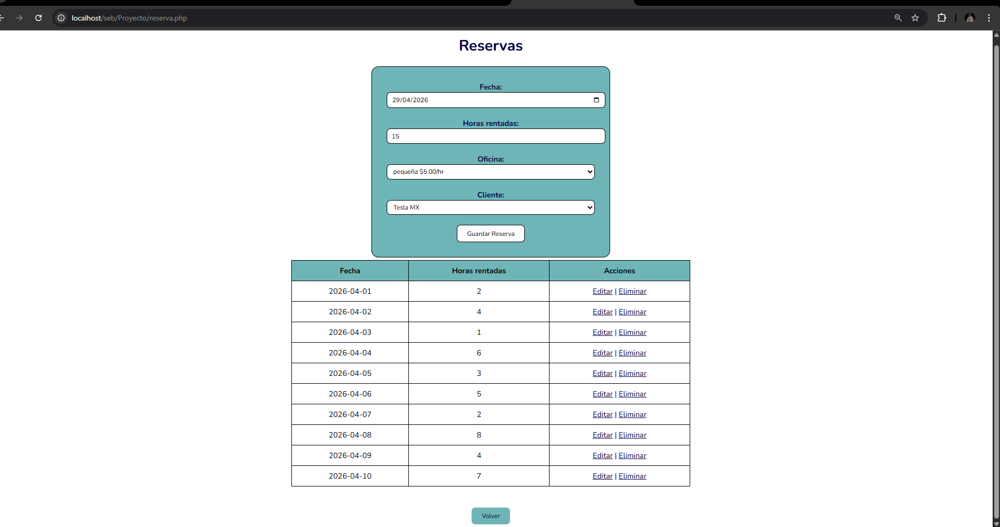 localhost/seb/Proyecto/reserva.php
Reservas
Fecha:
29/04/2026
Horas rentadas:
15
Oficina:
pequeña $5.00/hr
Cliente:
Tesla MX
Guardar Reserva
Fecha Horas rentadas Acciones
2026-04-01 2 Editar | Eliminar
2026-04-02 4 Editar | Eliminar
2026-04-03 1 Editar | Eliminar
2026-04-04 6 Editar | Eliminar
2026-04-05 3 Editar | Eliminar
2026-04-06 5 Editar | Eliminar
2026-04-07 2 Editar | Eliminar
2026-04-08 8 Editar | Eliminar
2026-04-09 4 Editar | Eliminar
2026-04-10 7 Editar | Eliminar
Volver